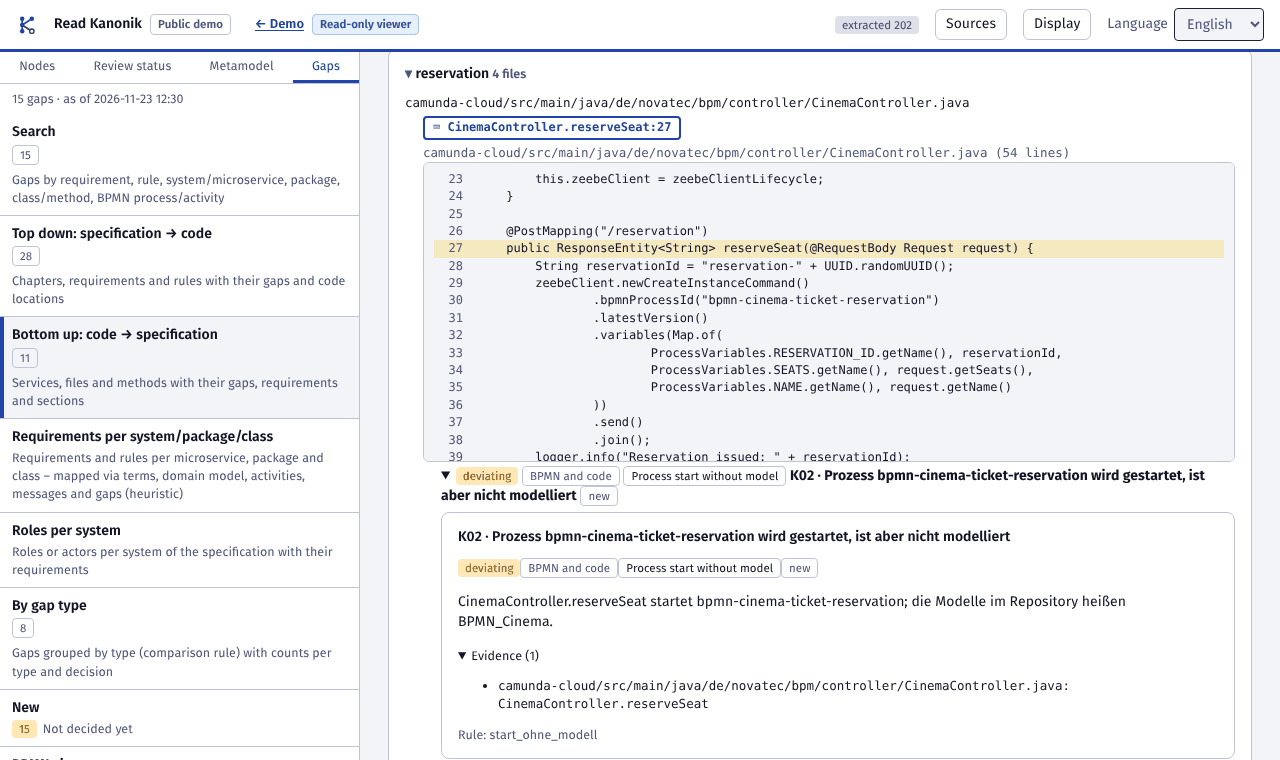 Read Kanonik Public demo ← Demo Read-only viewer extracted 202 Sources Display Language English
Nodes Review status Metamodel Gaps
15 gaps · as of 2026-11-23 12:30
Search
15
Gaps by requirement, rule, system/microservice, package,
class/method, BPMN process/activity
Top down: specification → code
28
Chapters, requirements and rules with their gaps and code
locations
Bottom up: code → specification
11
Services, files and methods with their gaps, requirements
and sections
Requirements per system/package/class
Requirements and rules per microservice, package and
class – mapped via terms, domain model, activities,
messages and gaps (heuristic)
Roles per system
Roles or actors per system of the specification with their
requirements
By gap type
8
Gaps grouped by type (comparison rule) with counts per
type and decision
New
15 Not decided yet
▾ reservation 4 files
camunda-cloud/src/main/java/de/novatec/bpm/controller/CinemaController.java
CinemaController.reserveSeat:27
camunda-cloud/src/main/java/de/novatec/bpm/controller/CinemaController.java (54 lines)
23 this.zeebeClient = zeebeClientLifecycle;
24 }
25
26 @PostMapping("/reservation")
27 public ResponseEntity<String> reserveSeat(@RequestBody Request request) {
28 String reservationId = "reservation-" + UUID.randomUUID();
29 zeebeClient.newCreateInstanceCommand()
30 .bpmnProcessId("bpmn-cinema-ticket-reservation")
31 .latestVersion()
32 .variables(Map.of(
33 ProcessVariables.RESERVATION_ID.getName(), reservationId,
34 ProcessVariables.SEATS.getName(), request.getSeats(),
35 ProcessVariables.NAME.getName(), request.getName()
36 ))
37 .send()
38 .join();
39 logger.info("Reservation issued: " + reservationId);
▼ deviating BPMN and code Process start without model K02 · Prozess bpmn-cinema-ticket-reservation wird gestartet, ist
aber nicht modelliert new
K02 · Prozess bpmn-cinema-ticket-reservation wird gestartet, ist aber nicht modelliert
deviating BPMN and code Process start without model new
CinemaController.reserveSeat startet bpmn-cinema-ticket-reservation; die Modelle im Repository heißen
BPMN_Cinema.
▼ Evidence (1)
• camunda-cloud/src/main/java/de/novatec/bpm/controller/CinemaController.java:
CinemaController.reserveSeat
Rule: start_ohne_modell